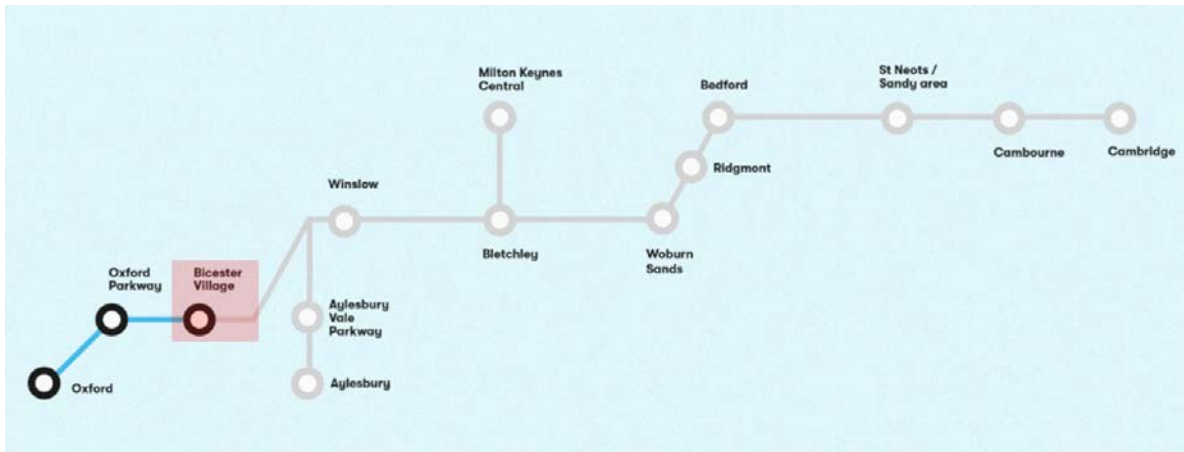 Milton Keynes
Central
Bedford
St Neots /
Sandy area
Ridgmont
Cambourne
Cambridge
Winslow
Bletchley
Woburn
Sands
Oxford
Parkway
Bicester
Village
Aylesbury
Vale
Parkway
Oxford
Aylesbury